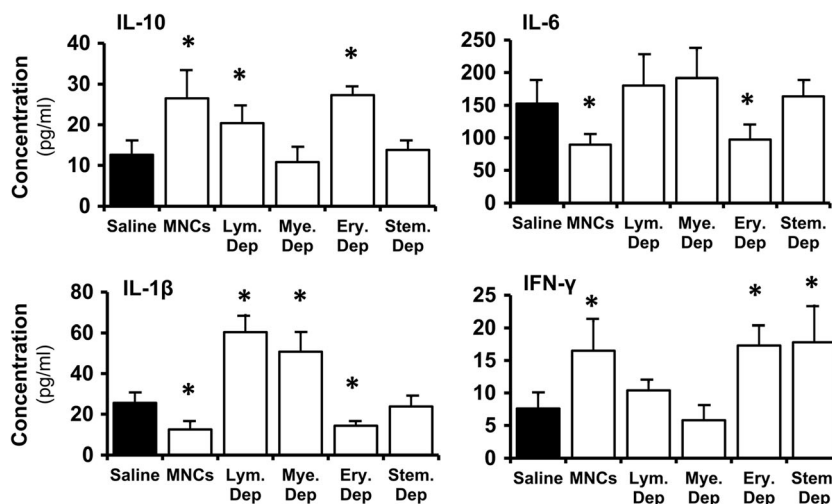 IL-10
Concentration
(pg/ml)
40
30
20
10
0
*
*
*
Saline MNCs Lym. Dep Mye. Dep Ery. Dep Stem. Dep
IL-6
250
200
150
100
50
0
*
*
Saline MNCs Lym. Dep Mye. Dep Ery. Dep Stem. Dep
IL-1β
Concentration
(pg/ml)
80
60
40
20
0
*
*
*
*
Saline MNCs Lym. Dep Mye. Dep Ery. Dep Stem. Dep
IFN-γ
25
20
15
10
5
0
*
*
*
Saline MNCs Lym. Dep Mye. Dep Ery. Dep Stem. Dep